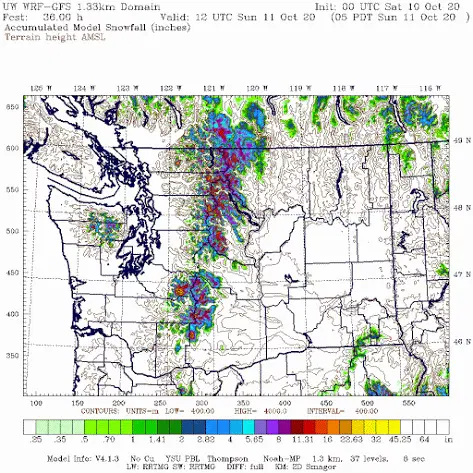 UW WRF-GFS 1.33km Domain Init: 00 UTC Sat 10 Oct 20
Fcst: 36.00 h Valid: 12 UTC Sun 11 Oct 20 (05 PDT Sun 11 Oct 20 )
Accumulated Model Snowfall (inches)
Terrain height AMSL
125 W 124 W 123 W 122 W 121 W 120 W 119 W 118 W 117 W 116 W
650
600
49 N
550
500
48 N
450
47 N
400
46 N
350
100 150 200 250 300 350 400 450 500 550
CONTOURS: UNITS=m LOW= 400.00 HIGH= 4000.0 INTERVAL= 400.00
.25 .35 .5 .70 1 1.41 2 2.82 4 5.65 8 11.31 16 22.63 32 45.25 64 in
Model Info: V4.1.3 No Cu YSU PBL Thompson Noah-MP 1.3 km, 37 levels, 8 sec
LW: RRTMG SW: RRTMG DIFF: full KM: 2D Smagor